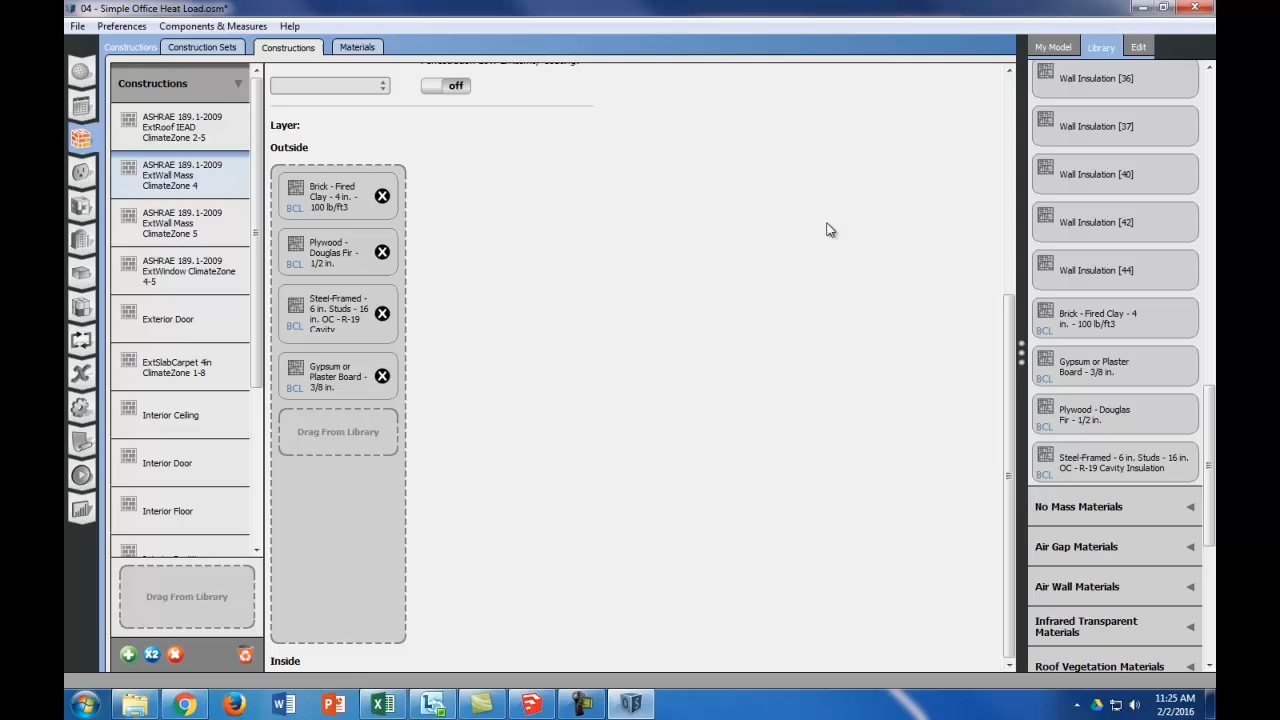 04 - Simple Office Heat Load.osm*
File Preferences Components & Measures Help
Constructions Construction Sets Constructions Materials
My Model Library Edit
Constructions
ASHRAE 189.1-2009
ExtRoof IEAD
ClimateZone 2-5
ASHRAE 189.1-2009
ExtWall Mass
ClimateZone 4
ASHRAE 189.1-2009
ExtWall Mass
ClimateZone 5
ASHRAE 189.1-2009
ExtWindow ClimateZone
4-5
Exterior Door
ExtSlabCarpet 4in
ClimateZone 1-8
Interior Ceiling
Interior Door
Interior Floor
Drag From Library
X2
off
Layer:
Outside
Brick - Fired
Clay - 4 in. -
100 lb/ft3
BCL
Plywood -
Douglas Fir -
1/2 in.
BCL
Steel-Framed -
6 in. Studs - 16
in. OC - R-19
Cavity
BCL
Gypsum or
Plaster Board -
3/8 in.
BCL
Drag From Library
Inside
Wall Insulation [36]
Wall Insulation [37]
Wall Insulation [40]
Wall Insulation [42]
Wall Insulation [44]
Brick - Fired Clay - 4
in. - 100 lb/ft3
BCL
Gypsum or Plaster
Board - 3/8 in.
BCL
Plywood - Douglas
Fir - 1/2 in.
BCL
Steel-Framed - 6 in. Studs - 16 in.
OC - R-19 Cavity Insulation
BCL
No Mass Materials
Air Gap Materials
Air Wall Materials
Infrared Transparent
Materials
Roof Vegetation Materials
11:25 AM
2/2/2016